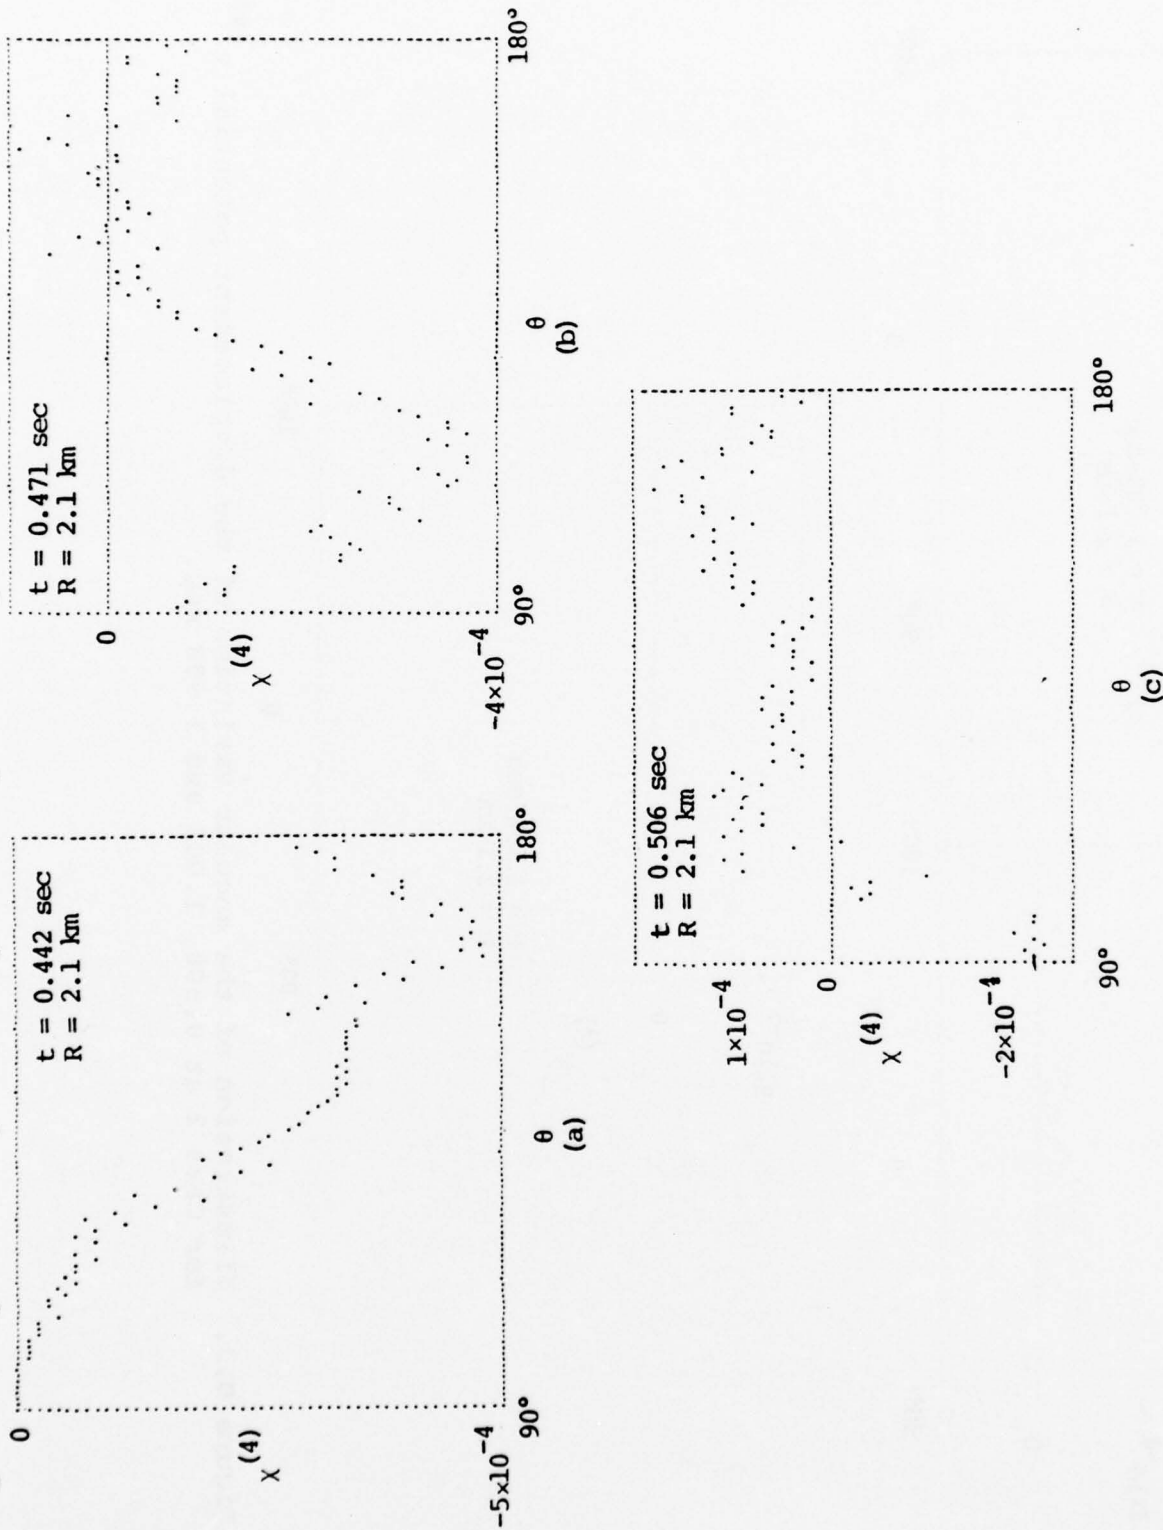 t = 0.442 sec
R = 2.1 km
0
χ(4)
-5×10-4
90°
180°
θ
(a)
t = 0.471 sec
R = 2.1 km
0
χ(4)
-4×10-4
90°
180°
θ
(b)
t = 0.506 sec
R = 2.1 km
1×10-4
0
χ(4)
-2×10-4
90°
180°
θ
(c)